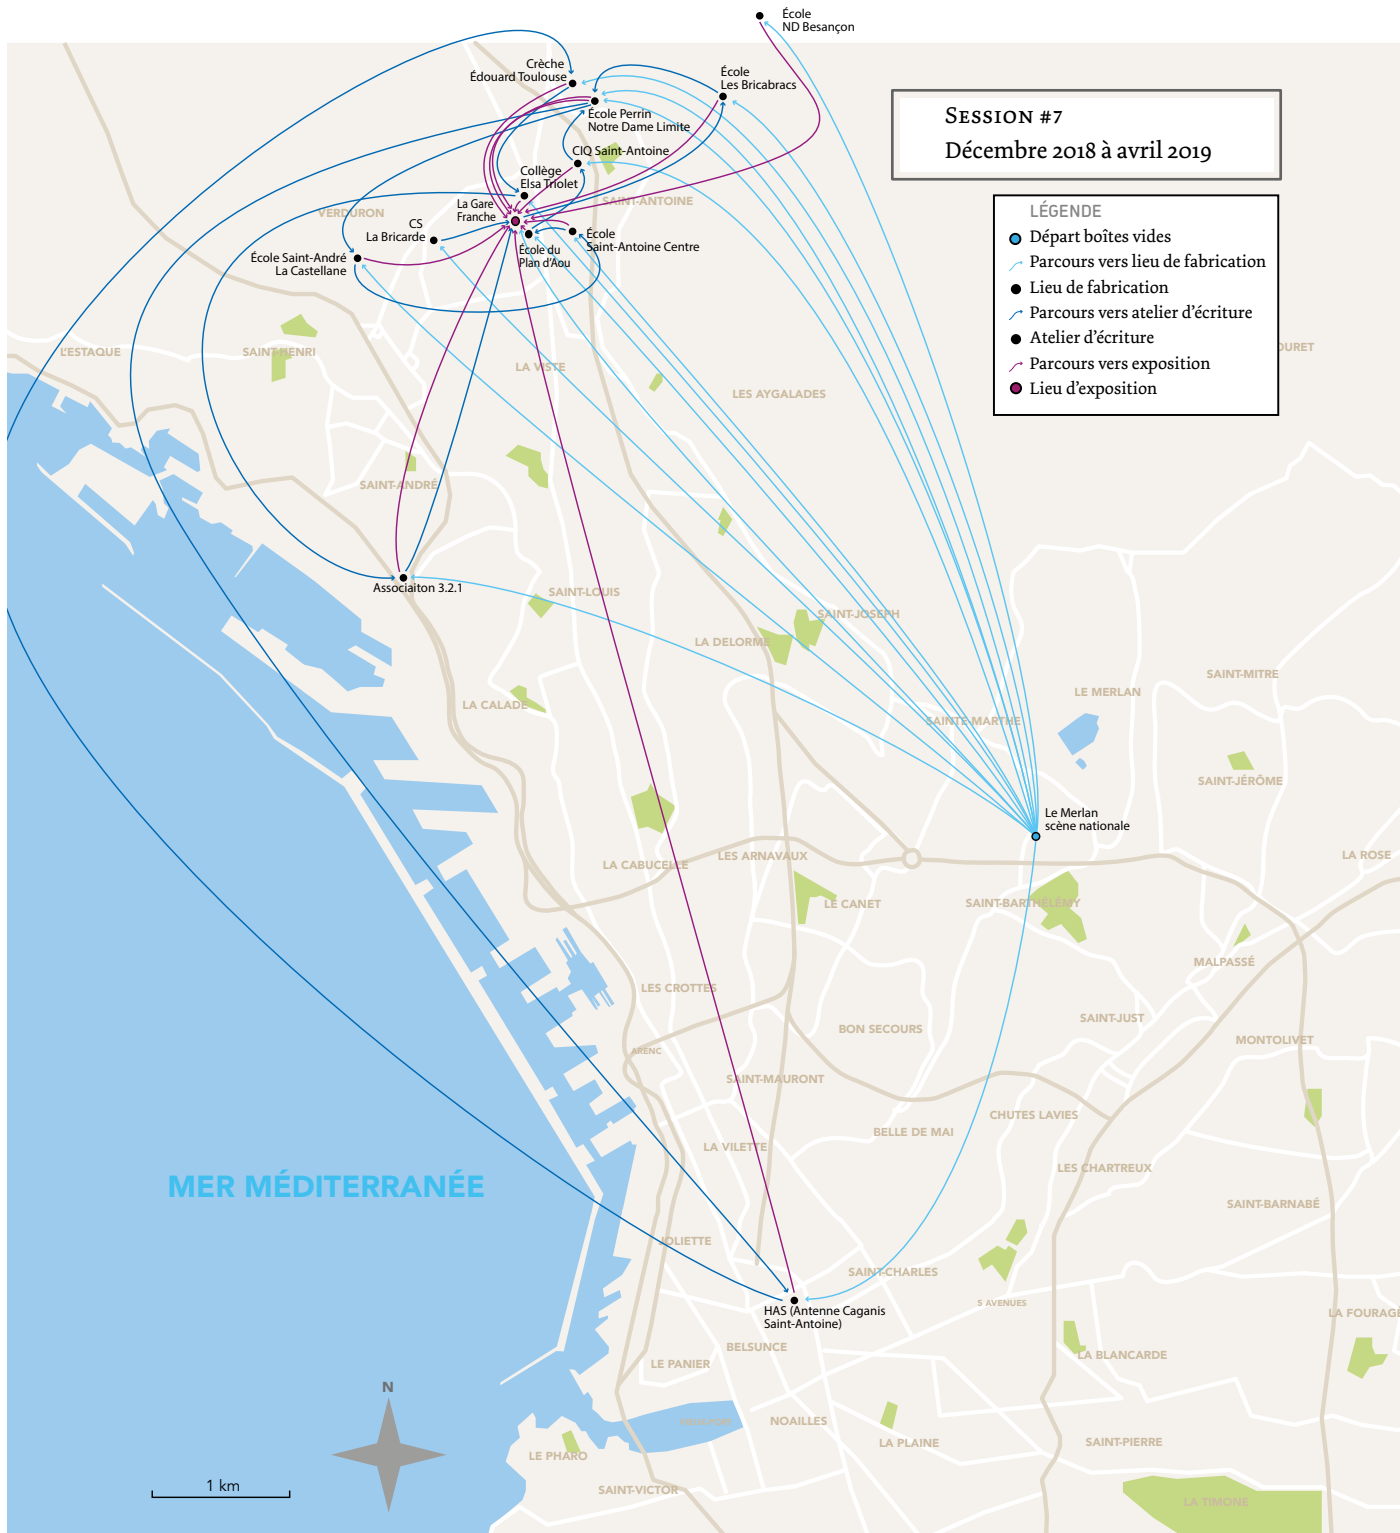 École
ND Besançon
Crèche
Édouard Toulouse
École
Les Bricabracs
École Perrin
Notre Dame Limite
CIQ Saint-Antoine
Collège
Elsa Triolet
La Gare
Franche
CS
La Bricarde
École Saint-André
La Castellane
École du
Plan d'Aou
École
Saint-Antoine Centre
SESSION #7
Décembre 2018 à avril 2019
LÉGENDE
Départ boîtes vides
Parcours vers lieu de fabrication
Lieu de fabrication
Parcours vers atelier d'écriture
Atelier d'écriture
Parcours vers exposition
Lieu d'exposition
VERDURON
SAINT-ANTOINE
L'ESTAQUE
SAINT-HENRI
LA VISTE
LES AYGALADES
OURET
SAINT-ANDRÉ
Associaiton 3.2.1
SAINT-LOUIS
SAINT-JOSEPH
LA DELORME
SAINT-MITRE
LE MERLAN
LA CALADE
SAINTE MARTHE
SAINT-JÉRÔME
Le Merlan
scène nationale
LA CABUCELLE
LES ARNAVAUX
LA ROSE
LE CANET
SAINT-BARTHÉLÉMY
MALPASSÉ
LES CROTTES
BON SECOURS
SAINT-JUST
MONTOLIVET
ARENC
SAINT-MAURONT
CHUTES LAVIES
BELLE DE MAI
LA VILETTE
LES CHARTREUX
MER MÉDITERRANÉE
SAINT-BARNABÉ
JOLIETTE
SAINT-CHARLES
5 AVENUES
HAS (Antenne Caganis
Saint-Antoine)
LA FOURAGÈ
BELSUNCE
LE PANIER
LA BLANCARDE
N
NOAILLES
LA PLAINE
SAINT-PIERRE
LE PHARO
1 km
SAINT-VICTOR
LA TIMONE